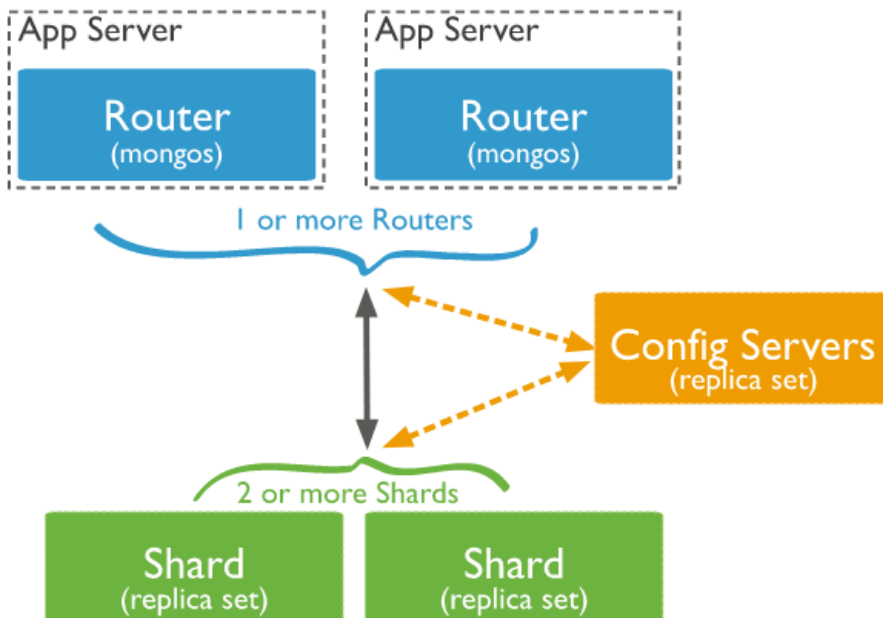 App Server
App Server
Router
(mongos)
Router
(mongos)
1 or more Routers
Config Servers
(replica set)
2 or more Shards
Shard
(replica set)
Shard
(replica set)